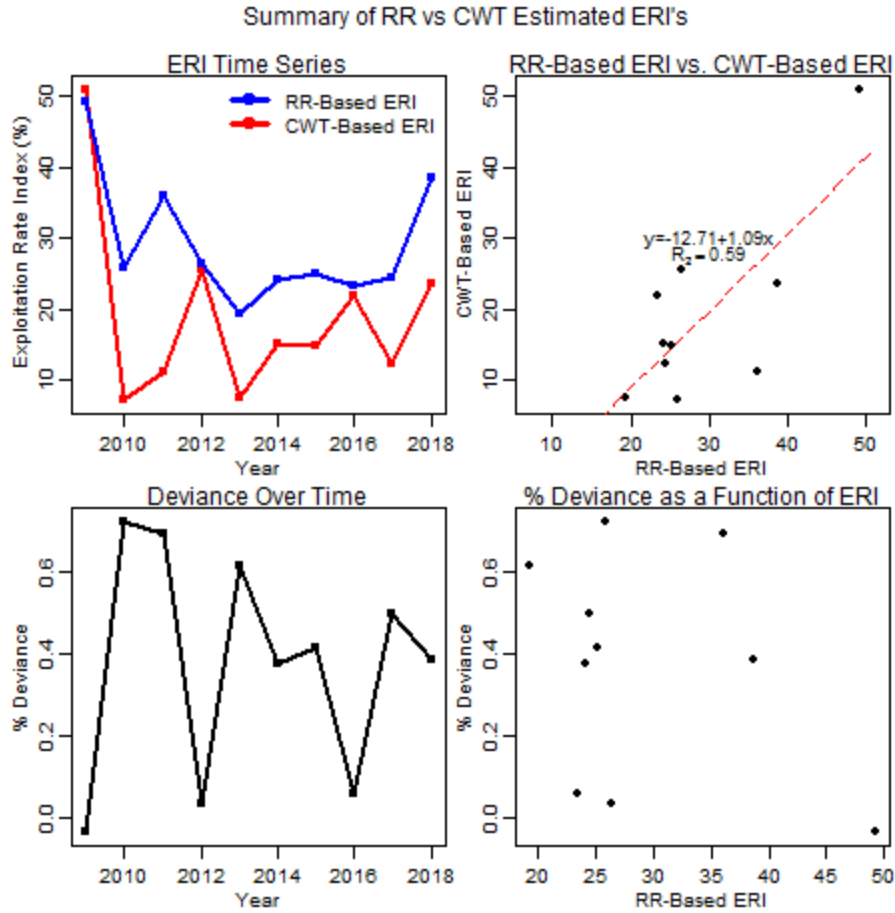 Summary of RR vs CWT Estimated ERI's
ERI Time Series
RR-Based ERI
CWT-Based ERI
Exploitation Rate Index (%)
50
40
30
20
10
2010 2012 2014 2016 2018
Year
RR-Based ERI vs. CWT-Based ERI
y=-12.71+1.09x
R₂ = 0.59
CWT-Based ERI
50
40
30
20
10
10 20 30 40 50
RR-Based ERI
Deviance Over Time
% Deviance
0.6
0.4
0.2
0.0
2010 2012 2014 2016 2018
Year
% Deviance as a Function of ERI
% Deviance
0.6
0.4
0.2
0.0
20 25 30 35 40 45 50
RR-Based ERI